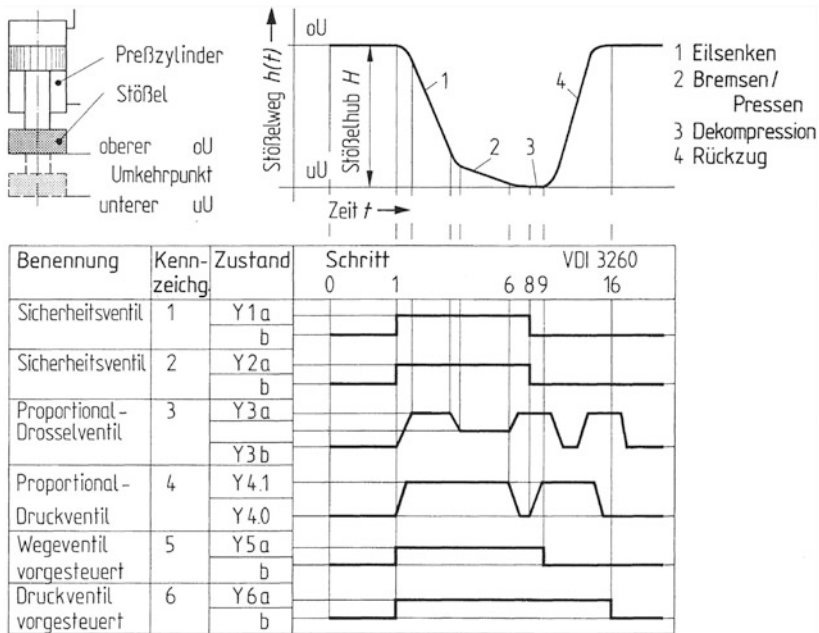 Preßzylinder
Stößel
oberer oU
Umkehrpunkt
unterer uU
Stößelweg h(t)
oU
uU
Stößelhub H
1
2
3
4
Zeit t
1 Eilsenken
2 Bremsen/
Pressen
3 Dekompression
4 Rückzug
Benennung Kenn- Zustand Schritt VDI 3260
zeichg. 0 1 6 8 9 16
Sicherheitsventil 1 Y1a
b
Sicherheitsventil 2 Y2a
b
Proportional- 3 Y3a
Drosselventil
Y3b
Proportional- 4 Y4.1
Druckventil Y4.0
Wegeventil 5 Y5a
vorgesteuert b
Druckventil 6 Y6a
vorgesteuert b